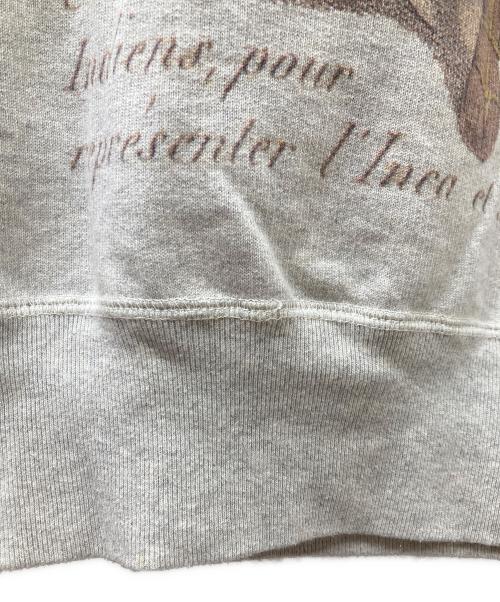 Indiens, pour
représenter l'Inca et